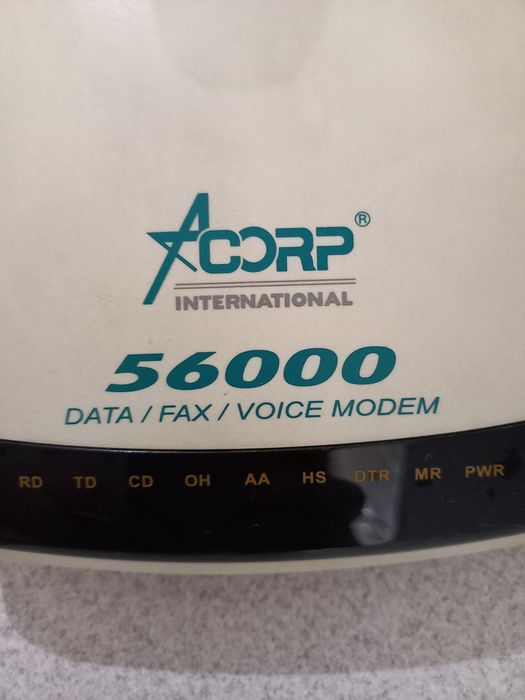 ACORP®
INTERNATIONAL
56000
DATA / FAX / VOICE MODEM
RD TD CD OH AA HS DTR MR PWR